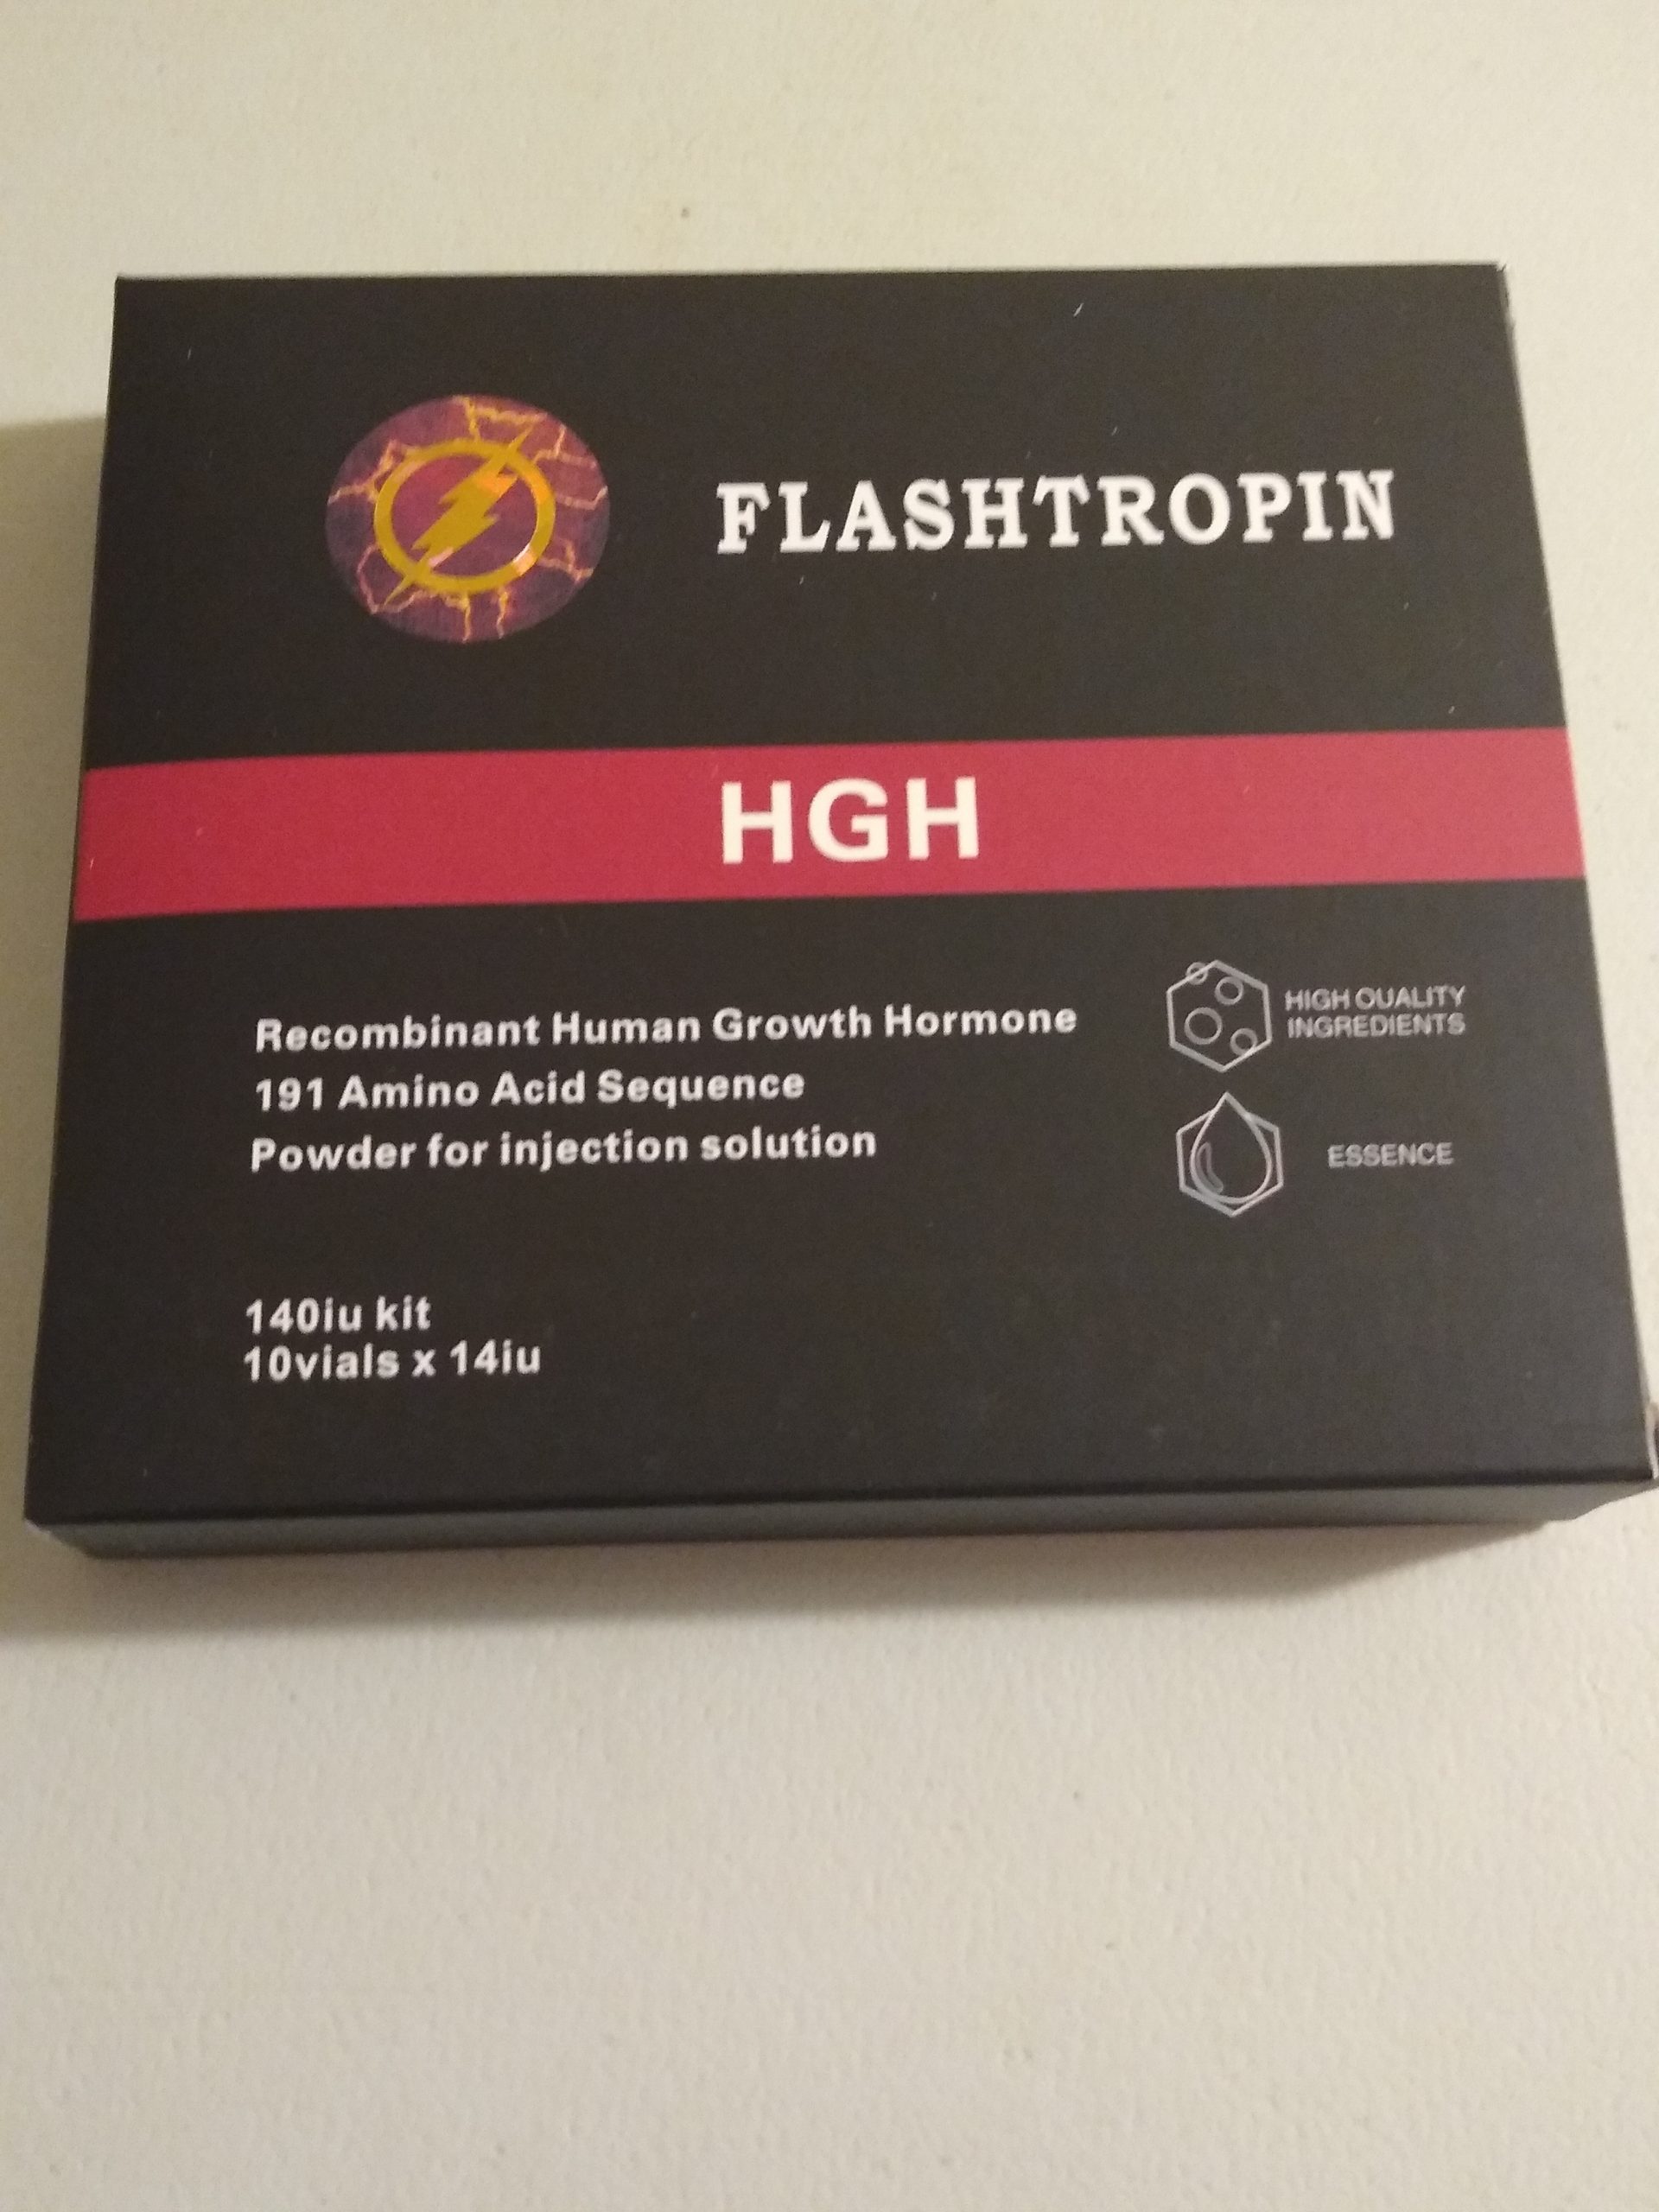 FLASHTROPIN
HGH
Recombinant Human Growth Hormone
191 Amino Acid Sequence
Powder for injection solution
HIGH QUALITY
INGREDIENTS
ESSENCE
140iu kit
10vials x 14iu